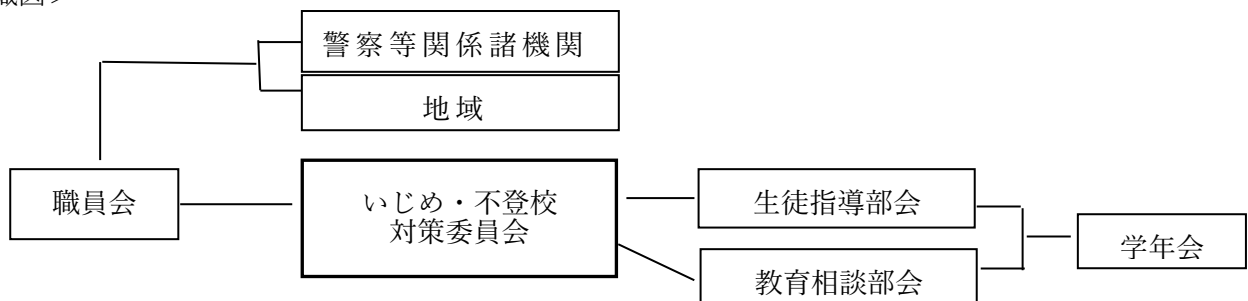 織図>
警察等関係諸機関
地域
職員会
いじめ・不登校
対策委員会
生徒指導部会
教育相談部会
学年会